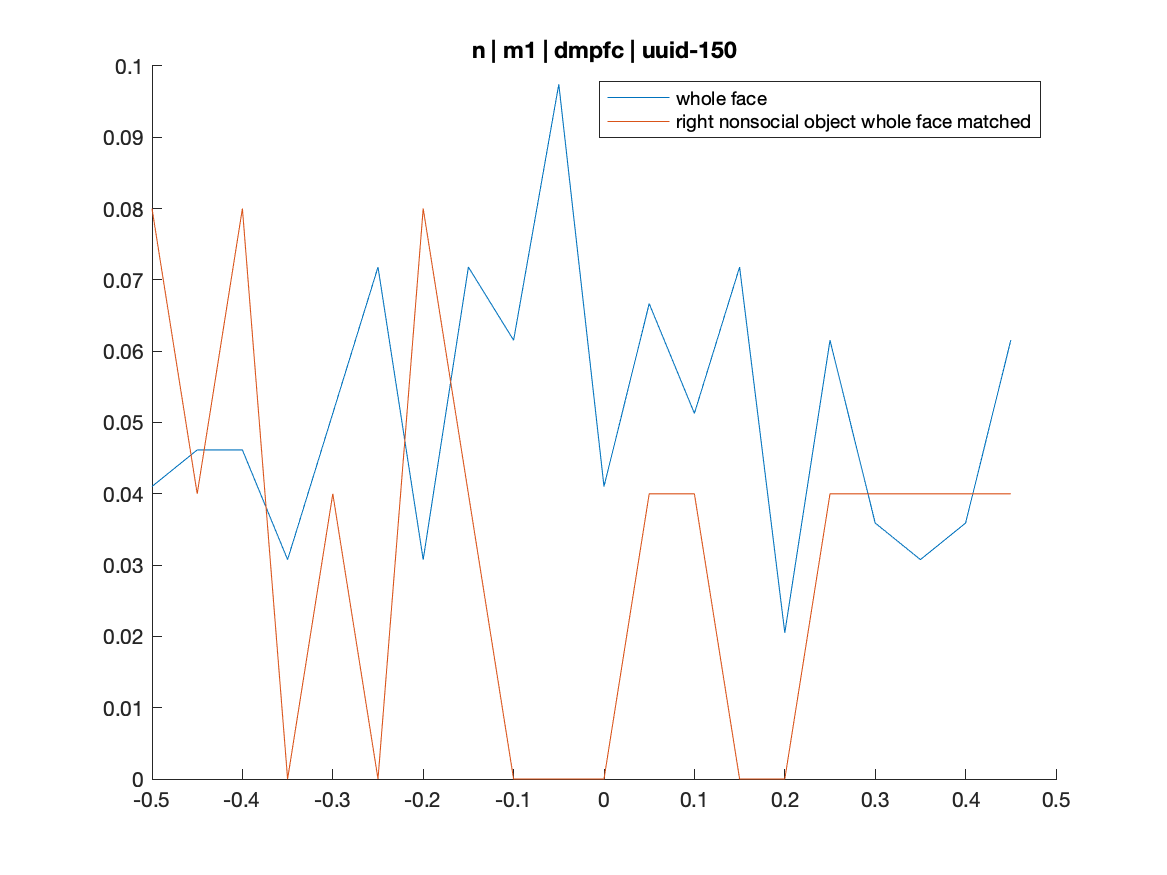 n | m1 | dmpfc | uuid-150
whole face
right nonsocial object whole face matched
0.1
0.09
0.08
0.07
0.06
0.05
0.04
0.03
0.02
0.01
0
-0.5 -0.4 -0.3 -0.2 -0.1 0 0.1 0.2 0.3 0.4 0.5